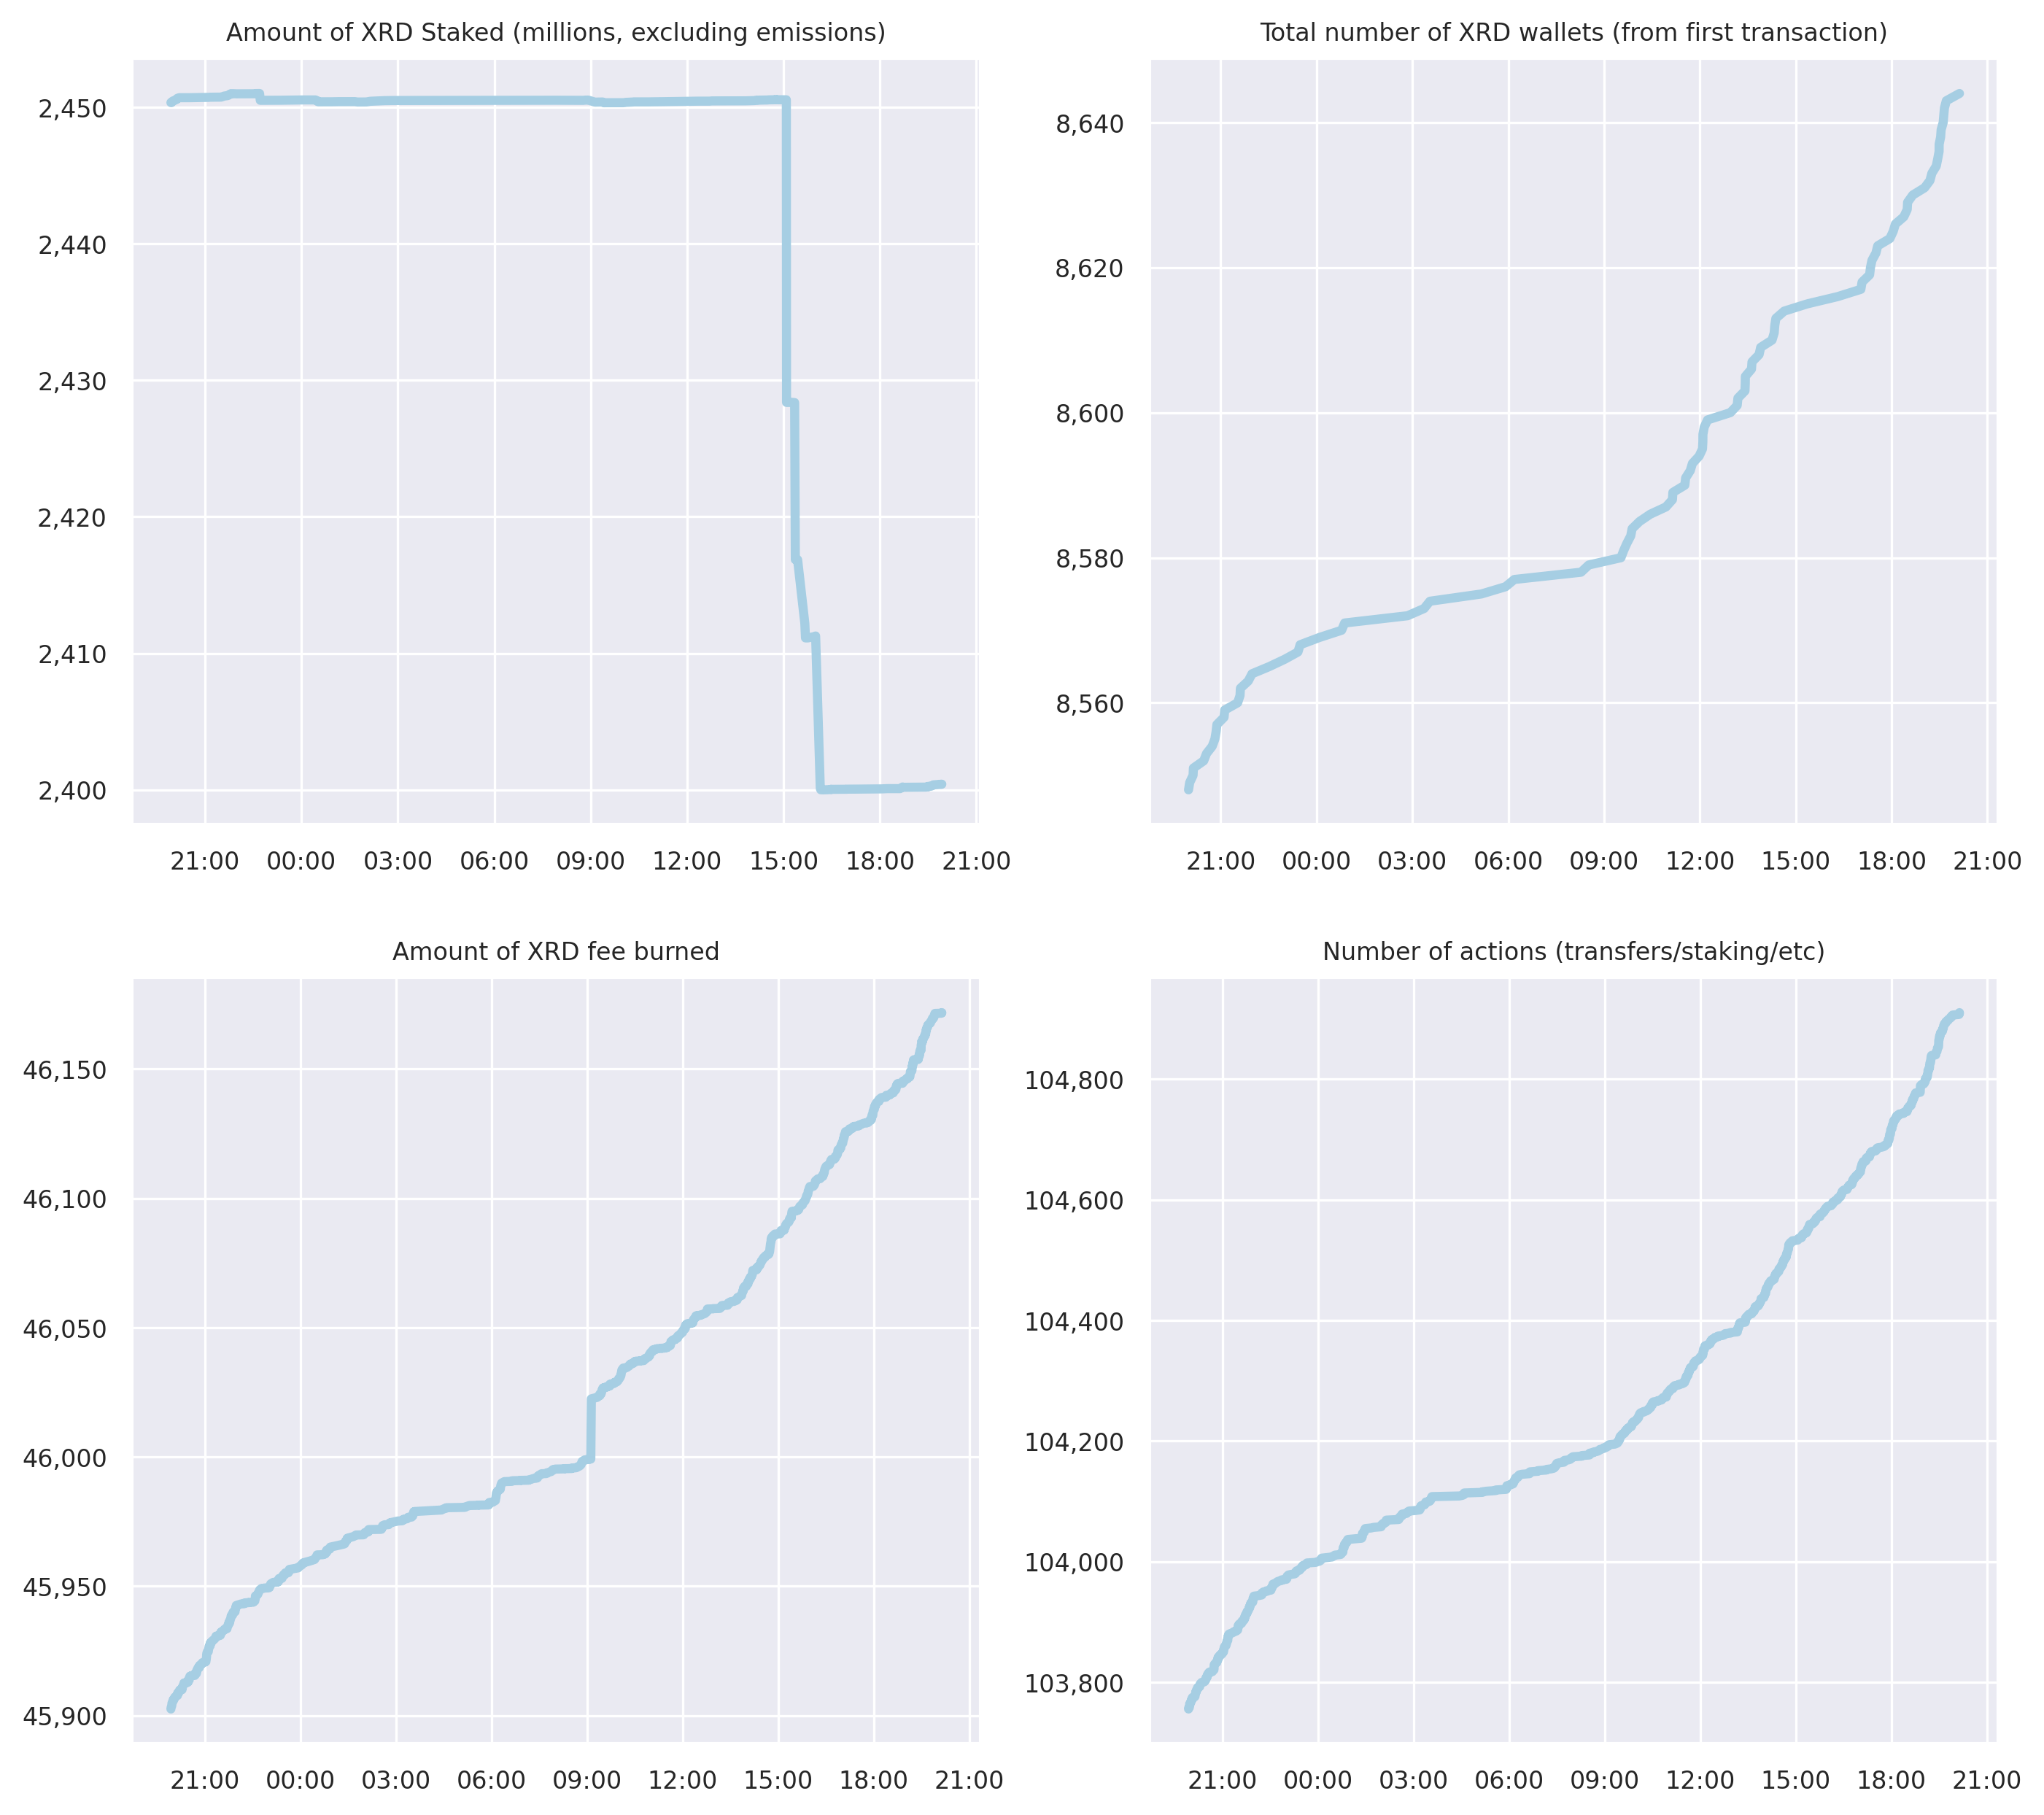 Amount of XRD Staked (millions, excluding emissions)
2,450
2,440
2,430
2,420
2,410
2,400
21:00 00:00 03:00 06:00 09:00 12:00 15:00 18:00 21:00
Total number of XRD wallets (from first transaction)
8,640
8,620
8,600
8,580
8,560
21:00 00:00 03:00 06:00 09:00 12:00 15:00 18:00 21:00
Amount of XRD fee burned
46,150
46,100
46,050
46,000
45,950
45,900
21:00 00:00 03:00 06:00 09:00 12:00 15:00 18:00 21:00
Number of actions (transfers/staking/etc)
104,800
104,600
104,400
104,200
104,000
103,800
21:00 00:00 03:00 06:00 09:00 12:00 15:00 18:00 21:00